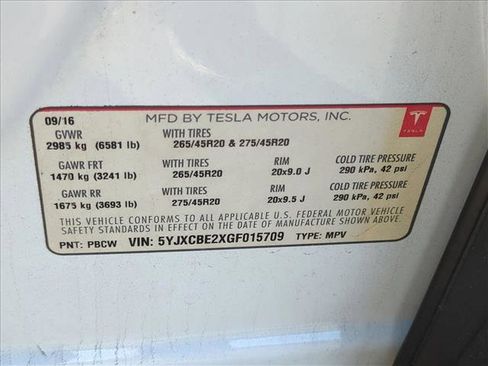 09/16 MFD BY TESLA MOTORS, INC.
GVWR WITH TIRES
2985 kg (6581 lb) 265/45R20 & 275/45R20
GAWR FRT WITH TIRES RIM COLD TIRE PRESSURE
1470 kg (3241 lb) 265/45R20 20x9.0 J 290 kPa, 42 psi
GAWR RR WITH TIRES RIM COLD TIRE PRESSURE
1675 kg (3693 lb) 275/45R20 20x9.5 J 290 kPa, 42 psi
THIS VEHICLE CONFORMS TO ALL APPLICABLE U.S. FEDERAL MOTOR VEHICLE
SAFETY STANDARDS IN EFFECT ON THE DATE OF MANUFACTURE SHOWN ABOVE.
PNT: PBCW VIN: 5YJXCBE2XGF015709 TYPE: MPV
TESLA